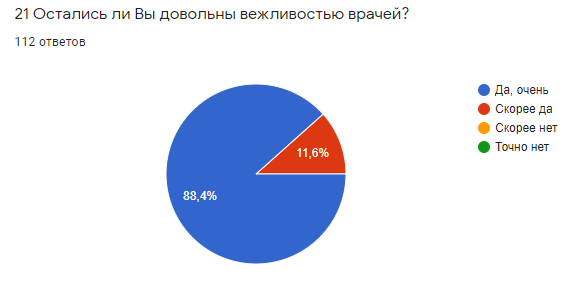 21 Остались ли Вы довольны вежливостью врачей?
112 ответов
Да, очень
Скорее да
Скорее нет
Точно нет
11,6%
88,4%